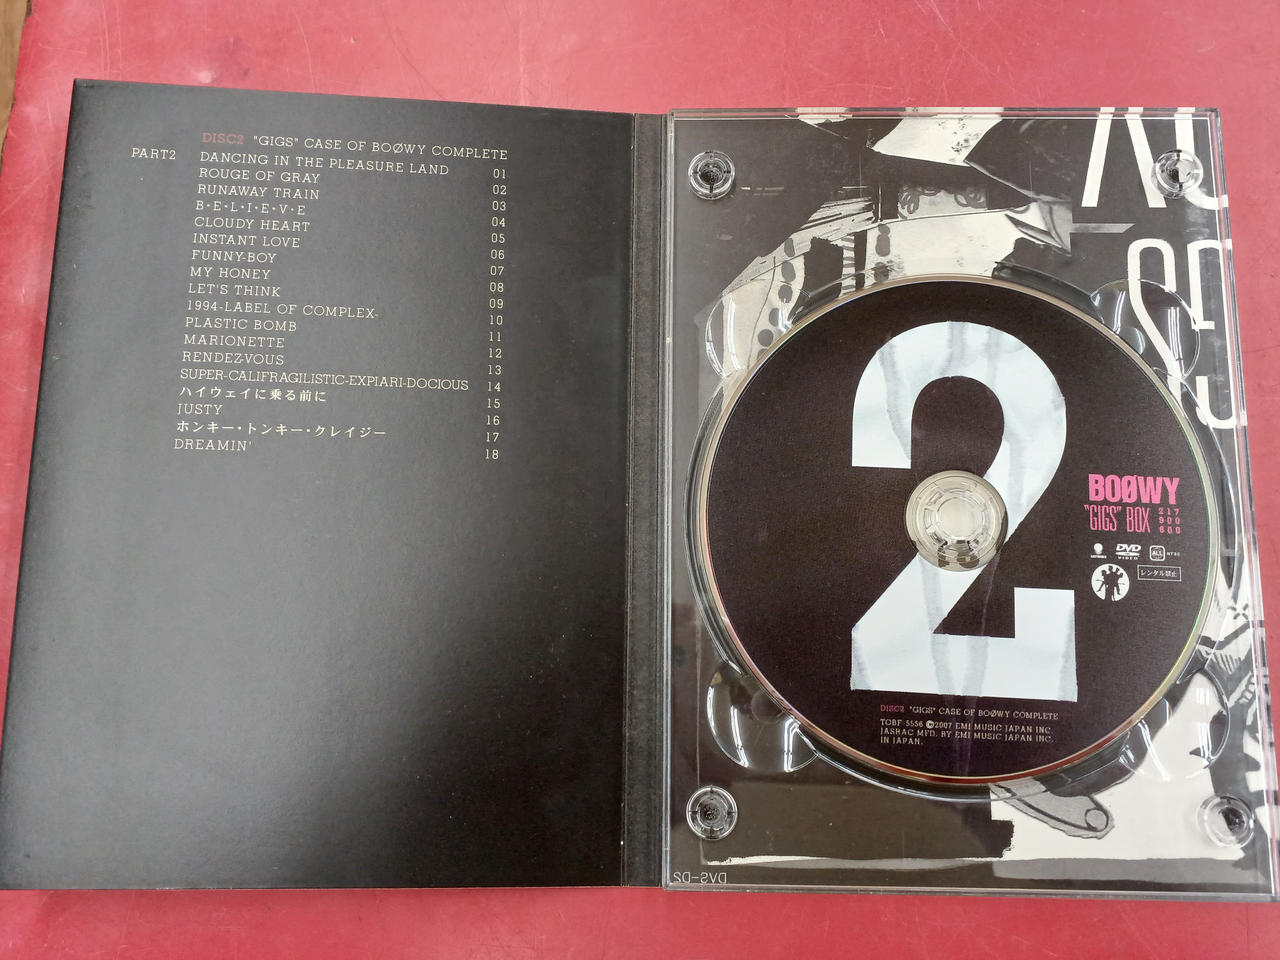 DISC2 "GIGS" CASE OF BOØWY COMPLETE
PART2 DANCING IN THE PLEASURE LAND 01
ROUGE OF GRAY 02
RUNAWAY TRAIN 03
B・E・L・I・E・V・E 04
CLOUDY HEART 05
INSTANT LOVE 06
FUNNY-BOY 07
MY HONEY 08
LET'S THINK 09
1994-LABEL OF COMPLEX- 10
PLASTIC BOMB 11
MARIONETTE 12
RENDEZ-VOUS 13
SUPER-CALIFRAGILISTIC-EXPIARI-DOCIOUS 14
ハイウェイに乗る前に 15
JUSTY 16
ホンキー・トンキー・クレイジー 17
DREAMIN' 18
2
BOØWY
"GIGS" BOX 217
900
600
DVD VIDEO ALL NTSC
レンタル禁止
DISC2 "GIGS" CASE OF BOØWY COMPLETE
TOBF 5556 ©2007 EMI MUSIC JAPAN INC.
JASRAC MFD. BY EMI MUSIC JAPAN INC.
IN JAPAN.
DVS-D2